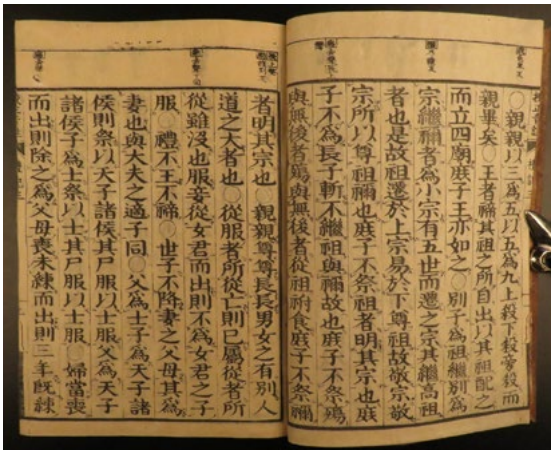 ○親親以三為五以五為九上殺下殺旁殺而
親畢矣○王者禘其祖之所自出以其祖配之
而立四廟庶子王亦如之○別子為祖繼別為
宗繼禰者為小宗有五世而遷之宗其繼高祖
者也是故祖遷於上宗易於下尊祖故敬宗敬
宗所以尊祖禰也庶子不祭祖者明其宗也庶
子不為長子斬不繼祖與禰故也庶子不祭殤
與無後者殤與無後者從祖祔食庶子不祭禰
者明其宗也○親親尊尊長長男女之有別人
道之大者也○從服者所從亡則已屬從者所
從雖沒也服妾從女君而出則不為女君之子
服○禮不王不禘○世子不降妻之父母其為
妻也與大夫之適子同○父為士子為天子諸
侯則祭以天子諸侯其尸服以士服父為天子
諸侯子為士祭以士其尸服以士服○婦當喪
而出則除之為父母喪未練而出則三年既練